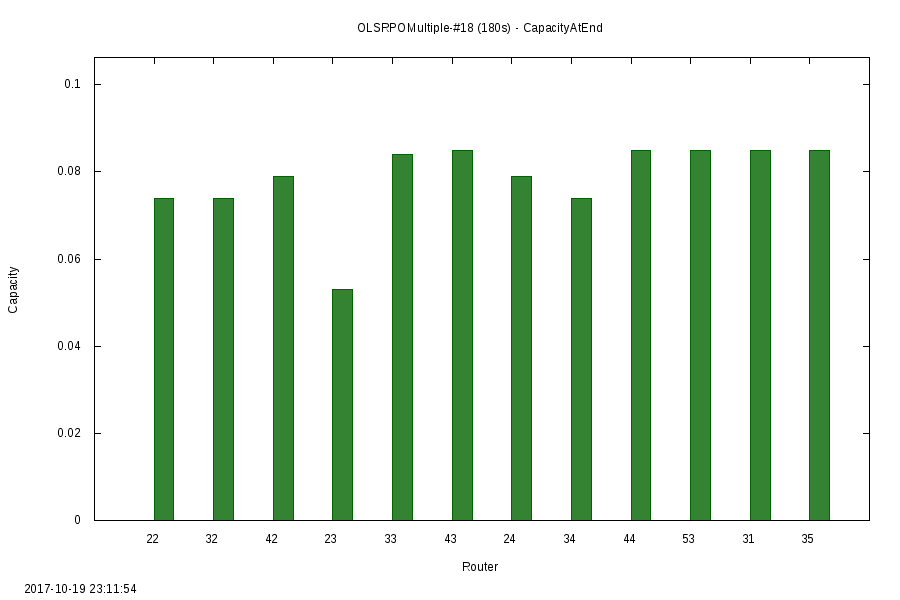 OLSRPOMultiple-#18 (180s) - CapacityAtEnd
0.1
0.08
0.06
0.04
0.02
0
Capacity
22 32 42 23 33 43 24 34 44 53 31 35
Router
2017-10-19 23:11:54